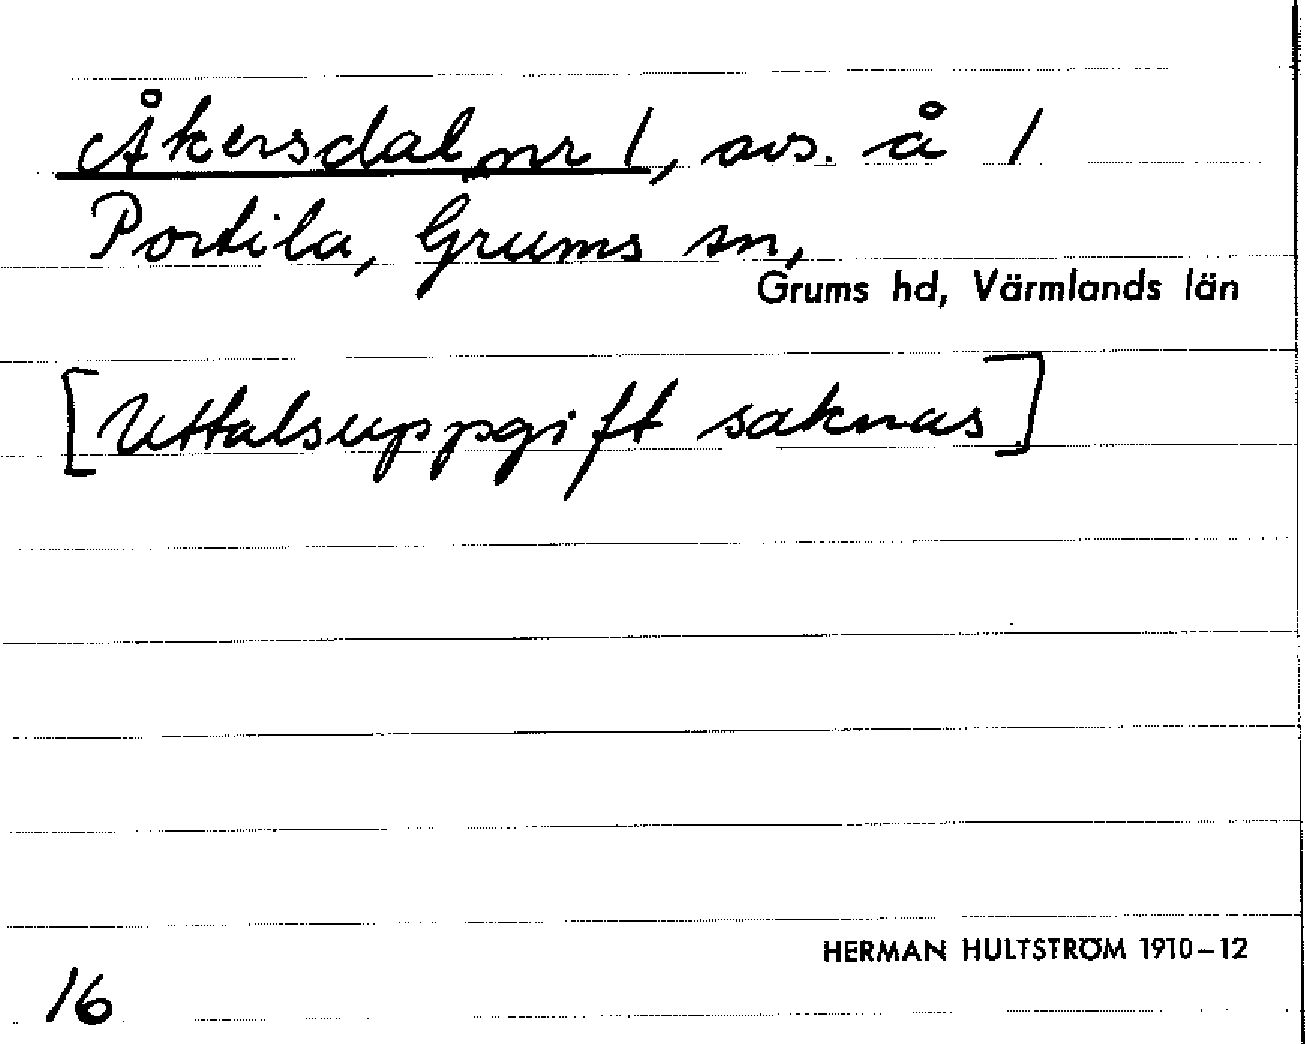 Åkersdal nr 1, avs. å 1
Portila, Grums sn,
Grums hd, Värmlands län
[Uttalsuppgift saknas]
HERMAN HULTSTRÖM 1910–12
16